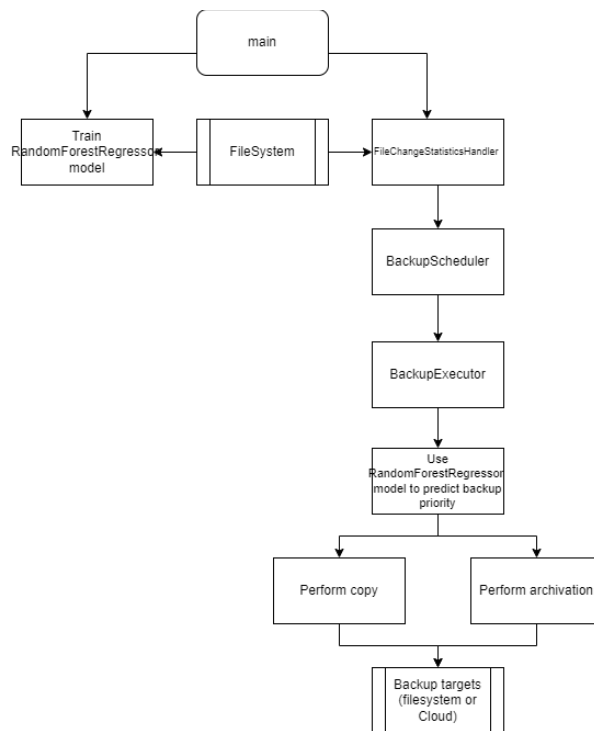 main
Train
RandomForestRegressor
model
FileSystem
FileChangeStatisticsHandler
BackupScheduler
BackupExecutor
Use
RandomForestRegressor
model to predict backup
priority
Perform copy
Perform archivation
Backup targets
(filesystem or
Cloud)